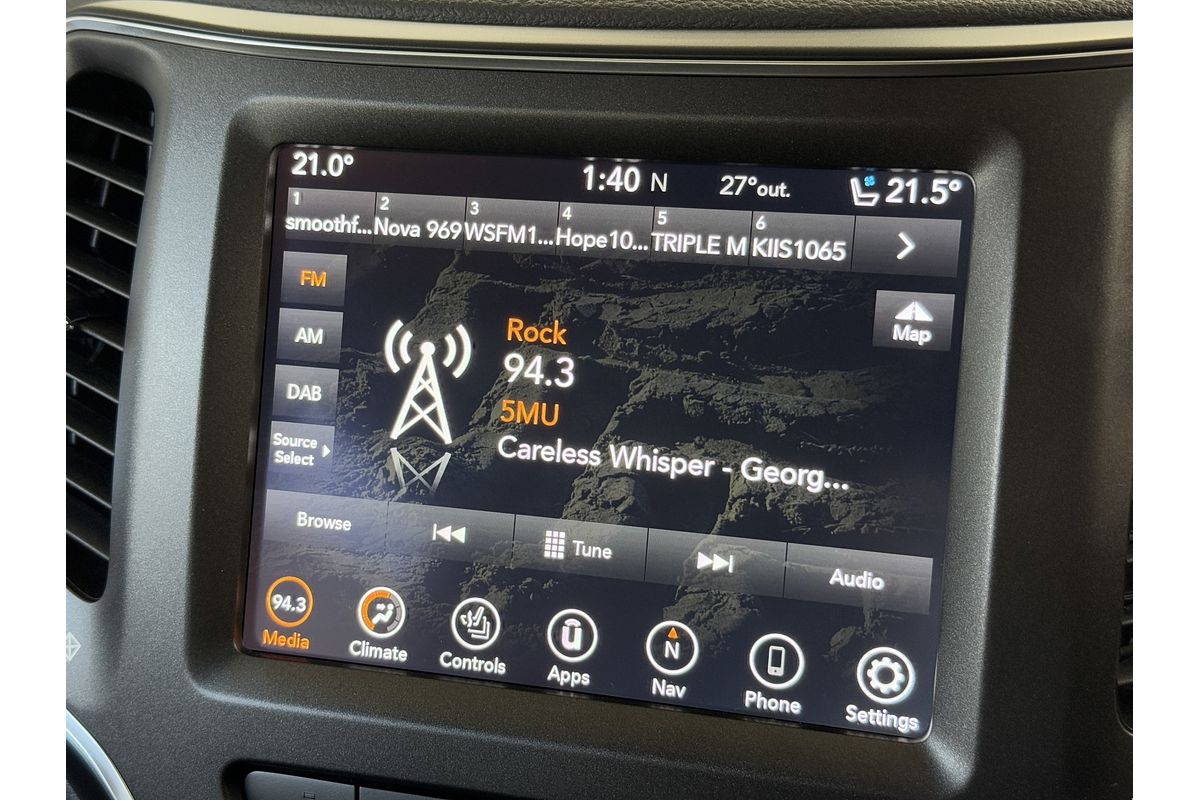 21.0° 1:40 N 27°out. 21.5°
1 2 3 4 5 6
smoothf... Nova 969 WSFM1... Hope10... TRIPLE M KIIS1065
FM
AM
DAB
Source
Select
Rock
94.3
5MU
Careless Whisper - Georg...
Map
Browse Tune Audio
94.3 N
Media Climate Controls Apps Nav Phone Settings